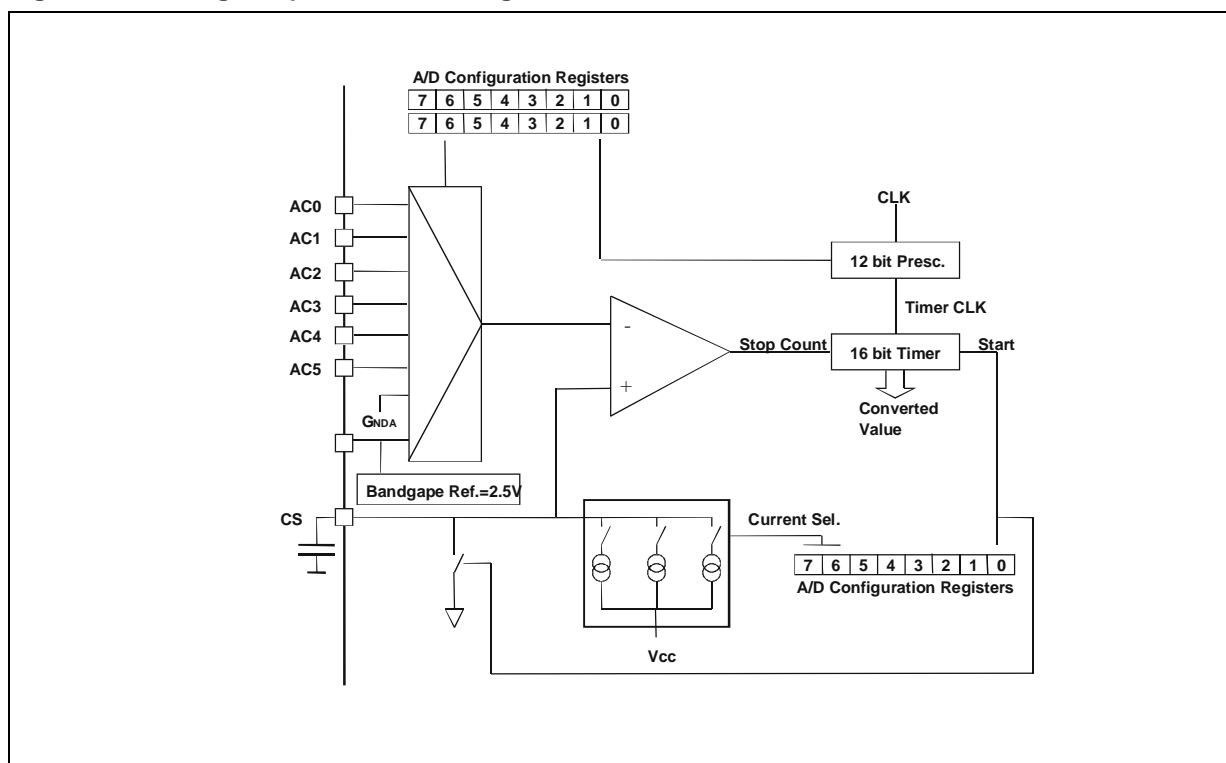 A/D Configuration Registers
7 6 5 4 3 2 1 0
7 6 5 4 3 2 1 0
AC0
AC1
AC2
AC3
AC4
AC5
GNDA
Bandgape Ref.=2.5V
CS
-
+
CLK
12 bit Presc.
Timer CLK
Stop Count
16 bit Timer
Start
Converted
Value
Current Sel.
7 6 5 4 3 2 1 0
A/D Configuration Registers
Vcc